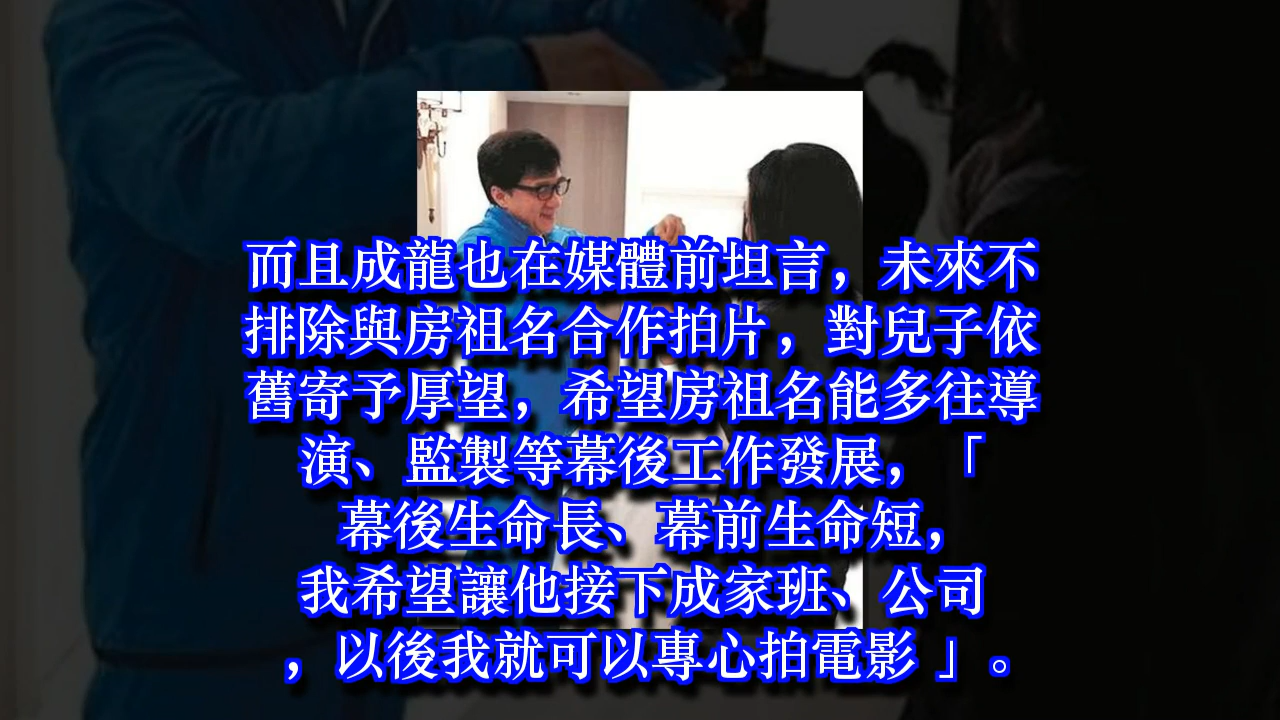 而且成龍也在媒體前坦言，未來不
排除與房祖名合作拍片，對兒子依
舊寄予厚望，希望房祖名能多往導
演、監製等幕後工作發展，「
幕後生命長、幕前生命短，
我希望讓他接下成家班、公司
，以後我就可以專心拍電影 」。